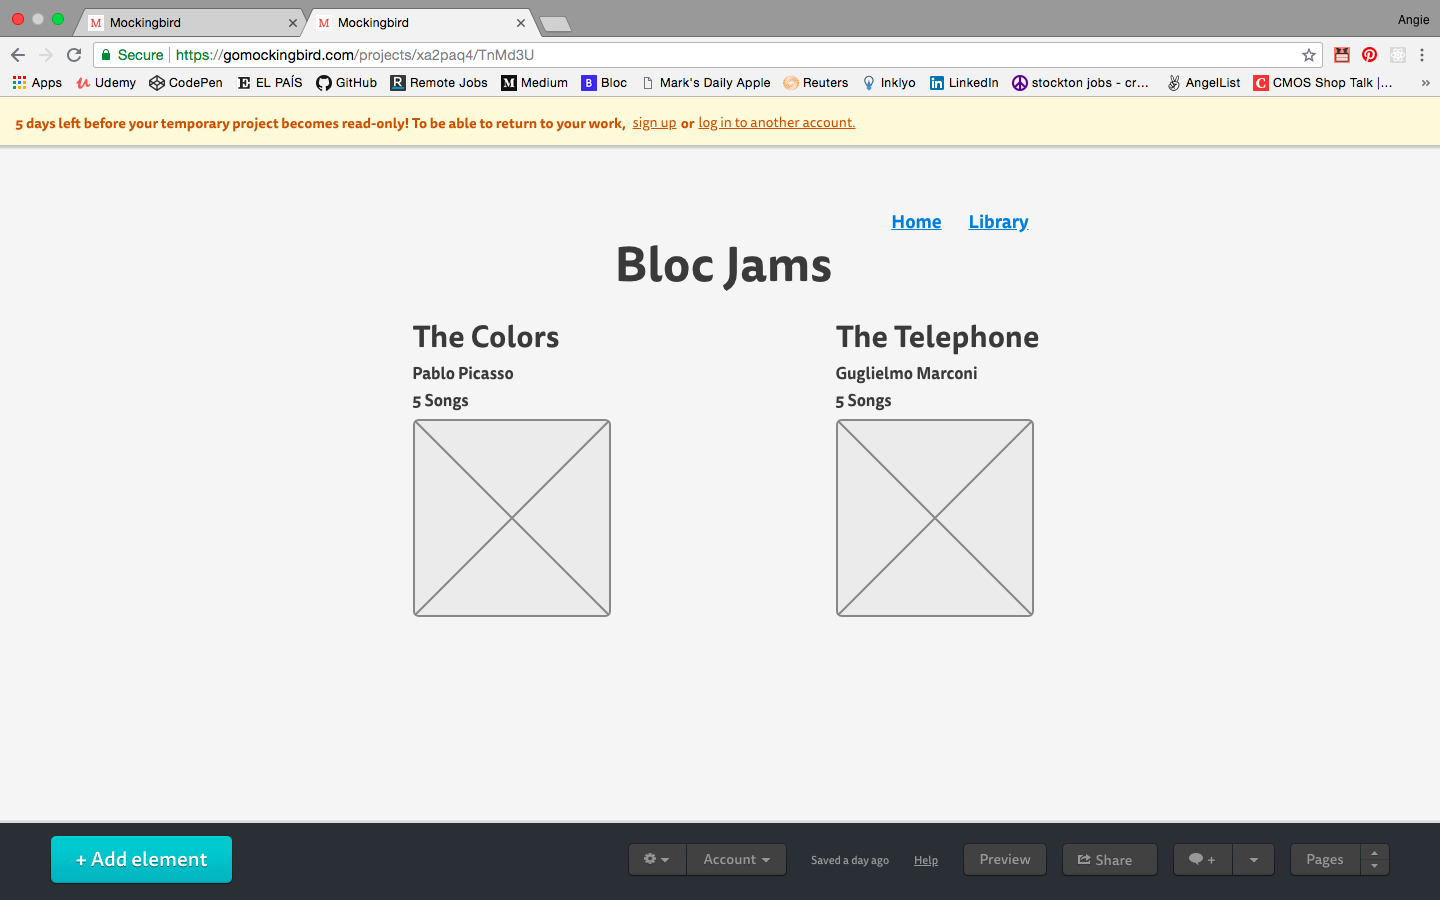 M Mockingbird
M Mockingbird
Angie
Secure https://gomockingbird.com/projects/xa2paq4/TnMd3U
Apps Udemy CodePen E EL PAÍS GitHub R Remote Jobs M Medium B Bloc Mark's Daily Apple Reuters Inklyo in LinkedIn stockton jobs - cr... AngelList C CMOS Shop Talk |... »
5 days left before your temporary project becomes read-only! To be able to return to your work, sign up or log in to another account.
Home Library
Bloc Jams
The Colors
Pablo Picasso
5 Songs
The Telephone
Guglielmo Marconi
5 Songs
+ Add element
Account
Saved a day ago
Help
Preview
Share
+
Pages